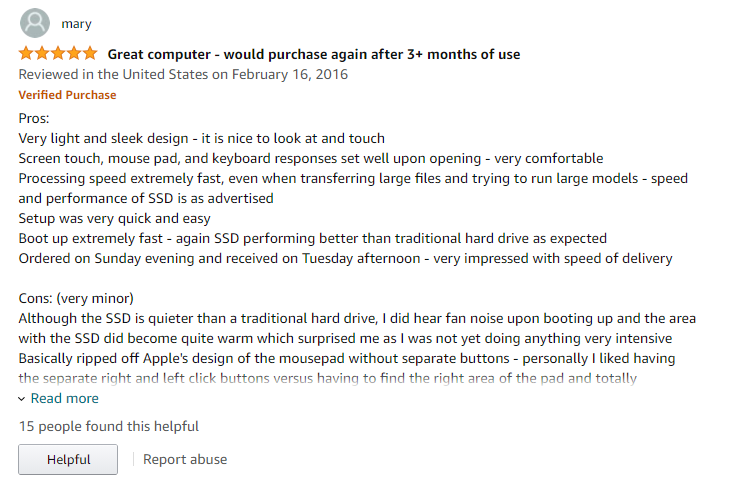 mary
Great computer - would purchase again after 3+ months of use
Reviewed in the United States on February 16, 2016
Verified Purchase
Pros:
Very light and sleek design - it is nice to look at and touch
Screen touch, mouse pad, and keyboard responses set well upon opening - very comfortable
Processing speed extremely fast, even when transferring large files and trying to run large models - speed
and performance of SSD is as advertised
Setup was very quick and easy
Boot up extremely fast - again SSD performing better than traditional hard drive as expected
Ordered on Sunday evening and received on Tuesday afternoon - very impressed with speed of delivery
Cons: (very minor)
Although the SSD is quieter than a traditional hard drive, I did hear fan noise upon booting up and the area
with the SSD did become quite warm which surprised me as I was not yet doing anything very intensive
Basically ripped off Apple's design of the mousepad without separate buttons - personally I liked having
the separate right and left click buttons versus having to find the right area of the pad and totally
Read more
15 people found this helpful
Helpful
Report abuse